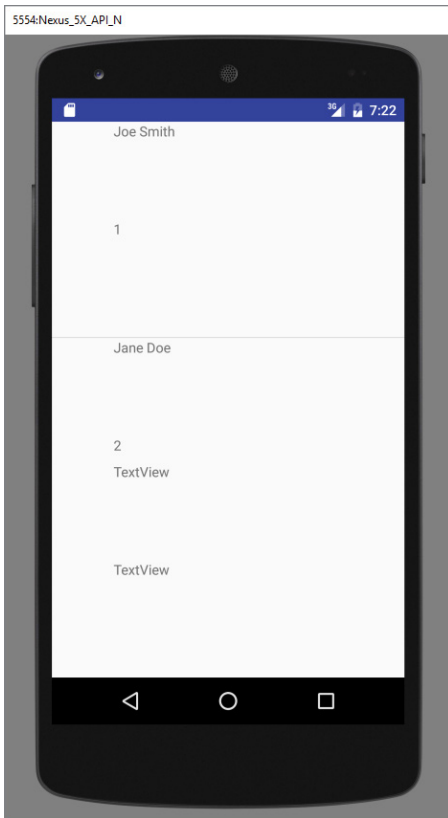 5554:Nexus_5X_API_N
3G 7:22
Joe Smith
1
Jane Doe
2
TextView
TextView